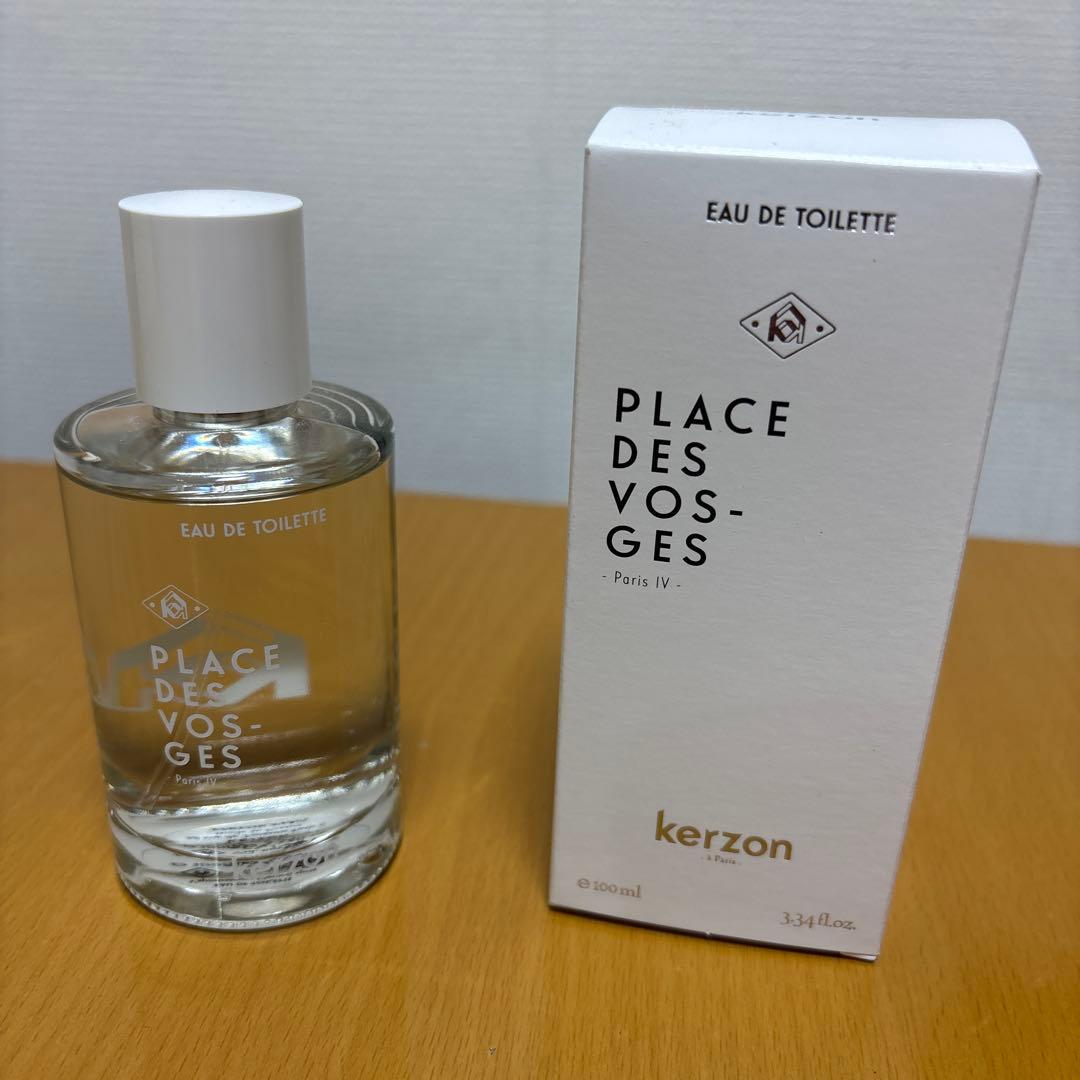 EAU DE TOILETTE
PLACE
DES
VOS-
GES
- Paris IV -
kerzon
- à Paris -
℮ 100 ml
3.34 fl.oz.
EAU DE TOILETTE
PLACE
DES
VOS-
GES
- Paris IV
kerzon